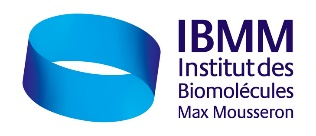 IBMM
Institut des
Biomolécules
Max Mousseron